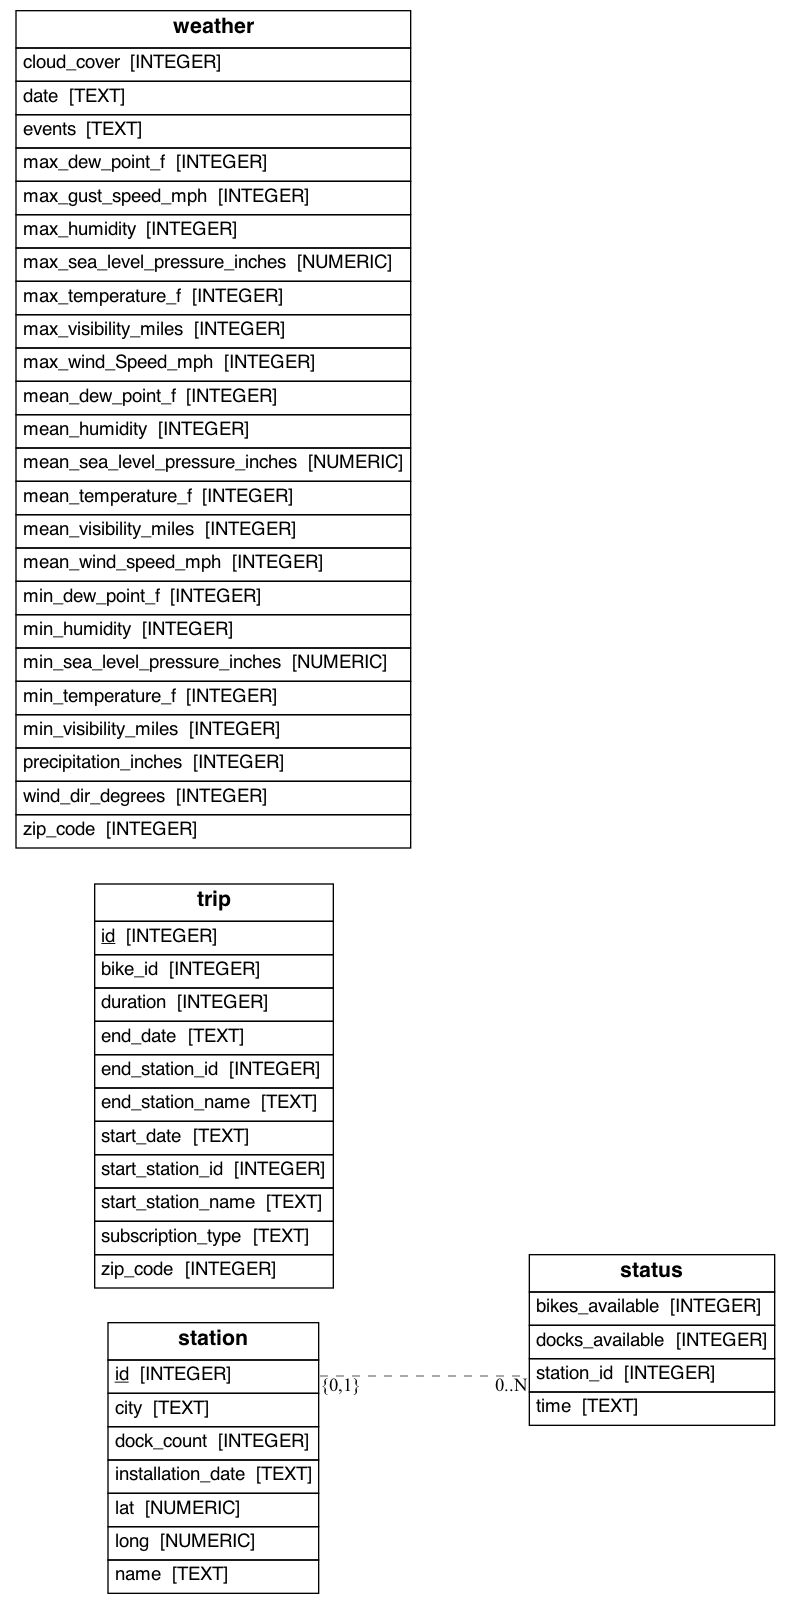 weather
cloud_cover [INTEGER]
date [TEXT]
events [TEXT]
max_dew_point_f [INTEGER]
max_gust_speed_mph [INTEGER]
max_humidity [INTEGER]
max_sea_level_pressure_inches [NUMERIC]
max_temperature_f [INTEGER]
max_visibility_miles [INTEGER]
max_wind_Speed_mph [INTEGER]
mean_dew_point_f [INTEGER]
mean_humidity [INTEGER]
mean_sea_level_pressure_inches [NUMERIC]
mean_temperature_f [INTEGER]
mean_visibility_miles [INTEGER]
mean_wind_speed_mph [INTEGER]
min_dew_point_f [INTEGER]
min_humidity [INTEGER]
min_sea_level_pressure_inches [NUMERIC]
min_temperature_f [INTEGER]
min_visibility_miles [INTEGER]
precipitation_inches [INTEGER]
wind_dir_degrees [INTEGER]
zip_code [INTEGER]
trip
id [INTEGER]
bike_id [INTEGER]
duration [INTEGER]
end_date [TEXT]
end_station_id [INTEGER]
end_station_name [TEXT]
start_date [TEXT]
start_station_id [INTEGER]
start_station_name [TEXT]
subscription_type [TEXT]
zip_code [INTEGER]
station
id [INTEGER]
city [TEXT]
dock_count [INTEGER]
installation_date [TEXT]
lat [NUMERIC]
long [NUMERIC]
name [TEXT]
{0,1}
0..N
status
bikes_available [INTEGER]
docks_available [INTEGER]
station_id [INTEGER]
time [TEXT]